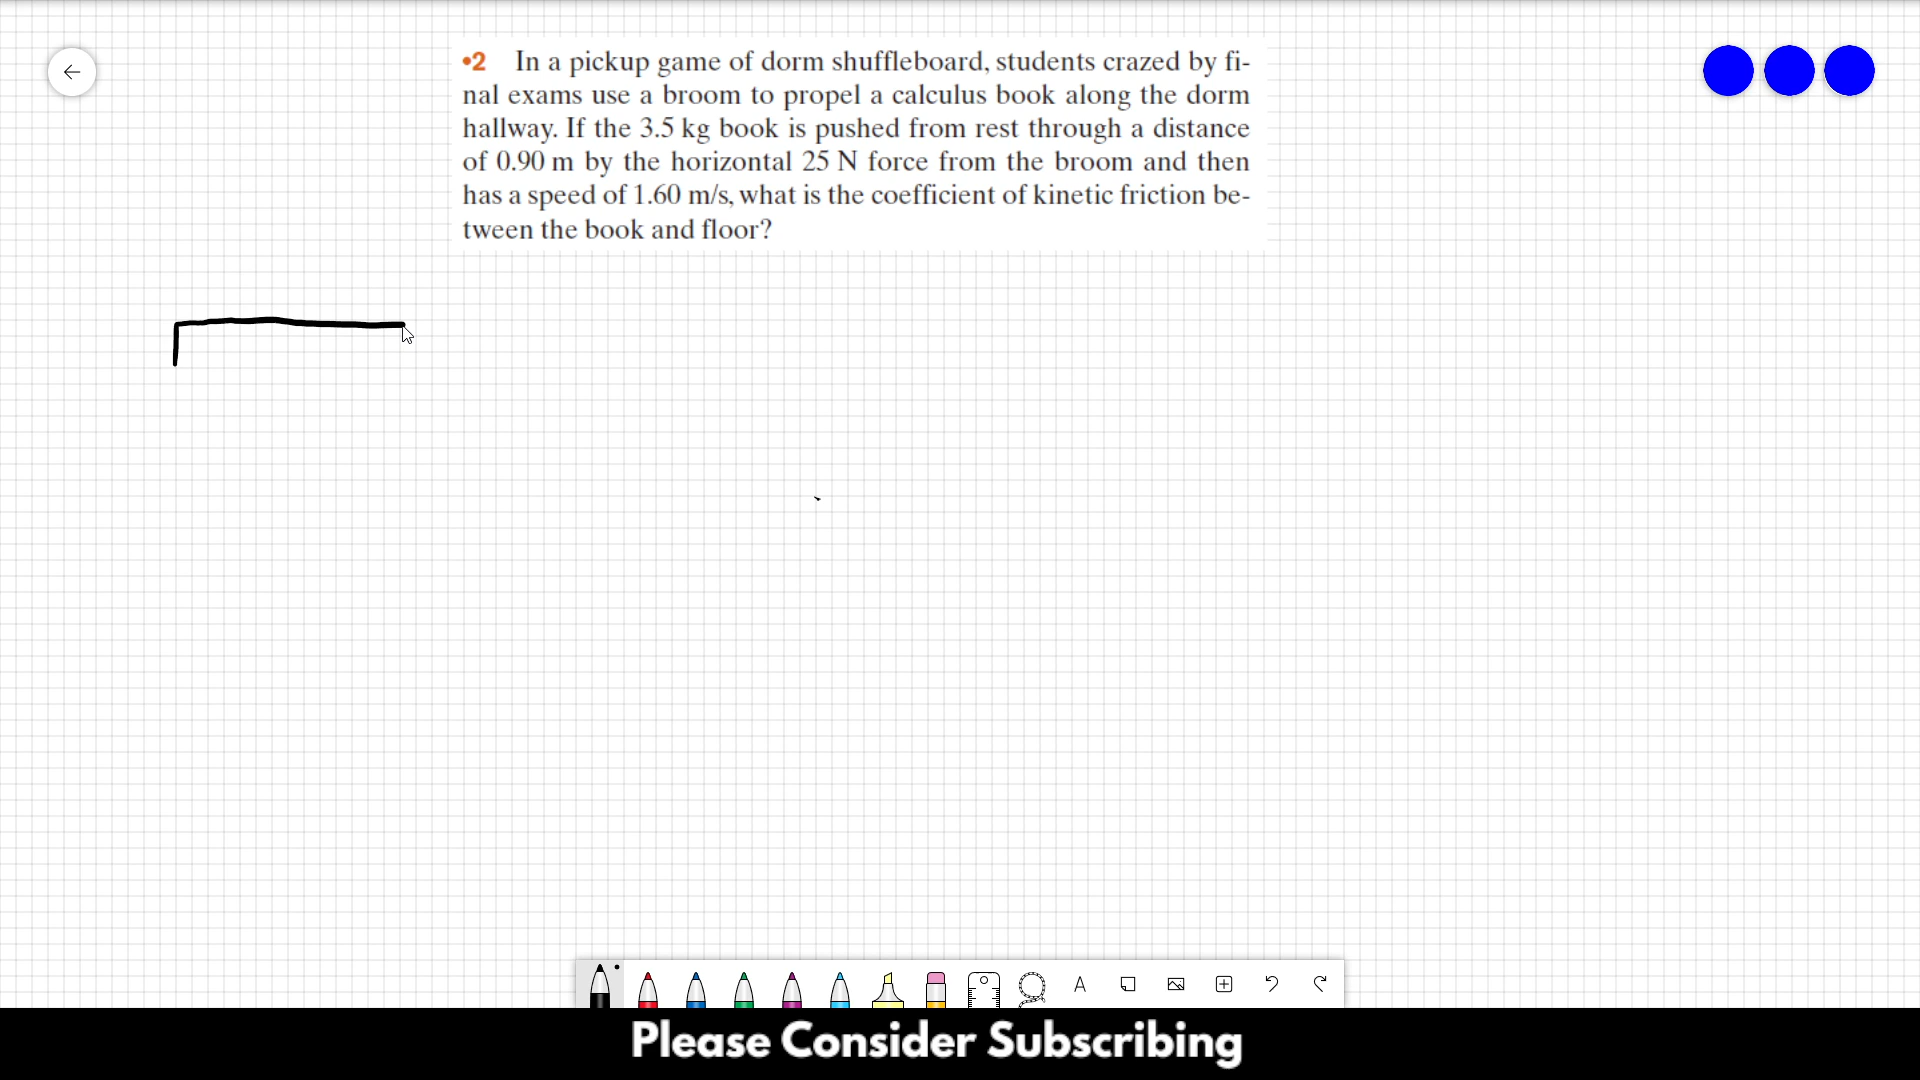 •2 In a pickup game of dorm shuffleboard, students crazed by fi-
nal exams use a broom to propel a calculus book along the dorm
hallway. If the 3.5 kg book is pushed from rest through a distance
of 0.90 m by the horizontal 25 N force from the broom and then
has a speed of 1.60 m/s, what is the coefficient of kinetic friction be-
tween the book and floor?
A
Please Consider Subscribing